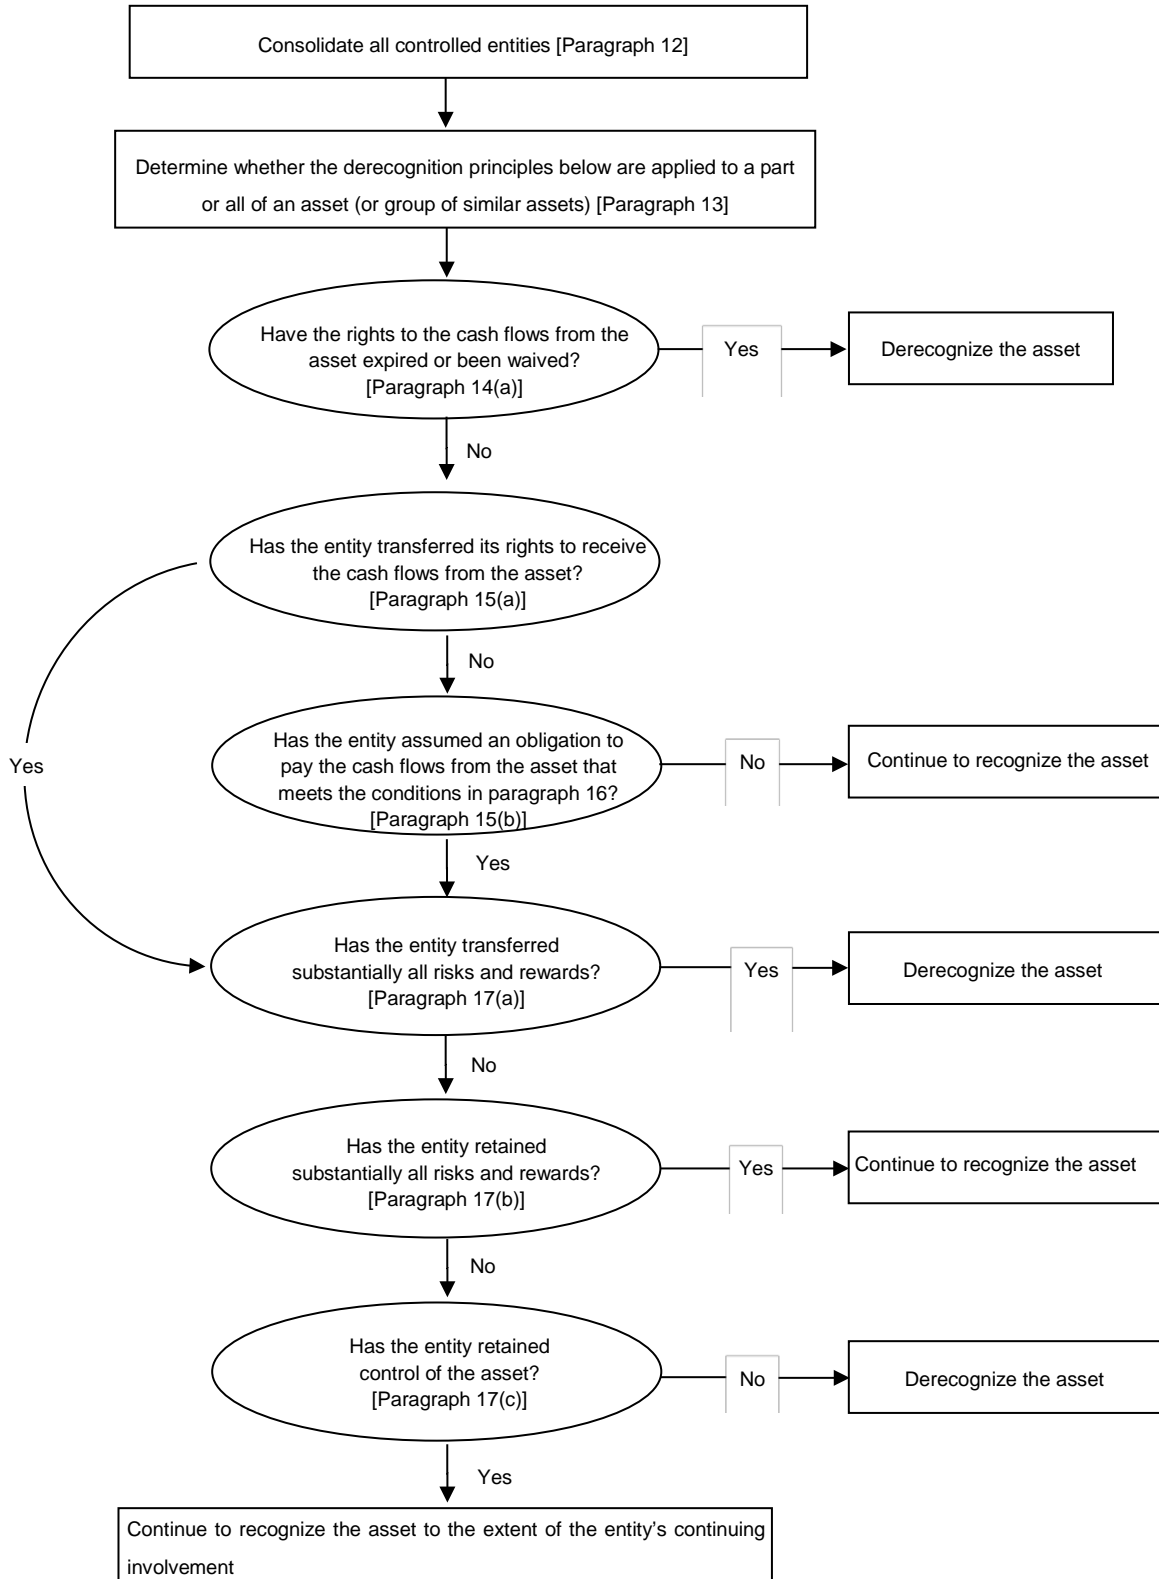 Consolidate all controlled entities [Paragraph 12]
Determine whether the derecognition principles below are applied to a part
or all of an asset (or group of similar assets) [Paragraph 13]
Have the rights to the cash flows from the
asset expired or been waived?
[Paragraph 14(a)]
Yes
Derecognize the asset
No
Has the entity transferred its rights to receive
the cash flows from the asset?
[Paragraph 15(a)]
Yes
No
Has the entity assumed an obligation to
pay the cash flows from the asset that
meets the conditions in paragraph 16?
[Paragraph 15(b)]
No
Continue to recognize the asset
Yes
Has the entity transferred
substantially all risks and rewards?
[Paragraph 17(a)]
Yes
Derecognize the asset
No
Has the entity retained
substantially all risks and rewards?
[Paragraph 17(b)]
Yes
Continue to recognize the asset
No
Has the entity retained
control of the asset?
[Paragraph 17(c)]
No
Derecognize the asset
Yes
Continue to recognize the asset to the extent of the entity's continuing
involvement